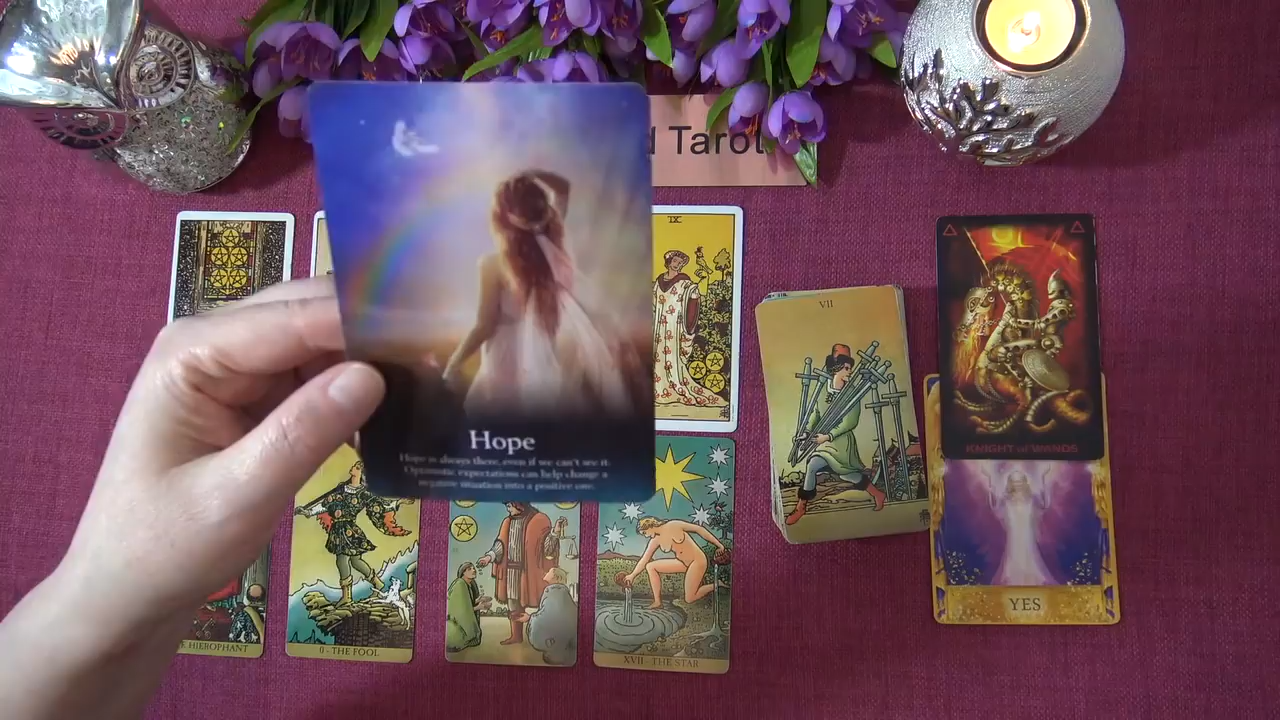 d Tarot
IX
VII
KNIGHT OF WANDS
Hope
Hope is always there, even if we can't see it.
Optimistic expectations can help change a
negative situation into a positive one.
YES
HIEROPHANT
0 - THE FOOL
XVII - THE STAR